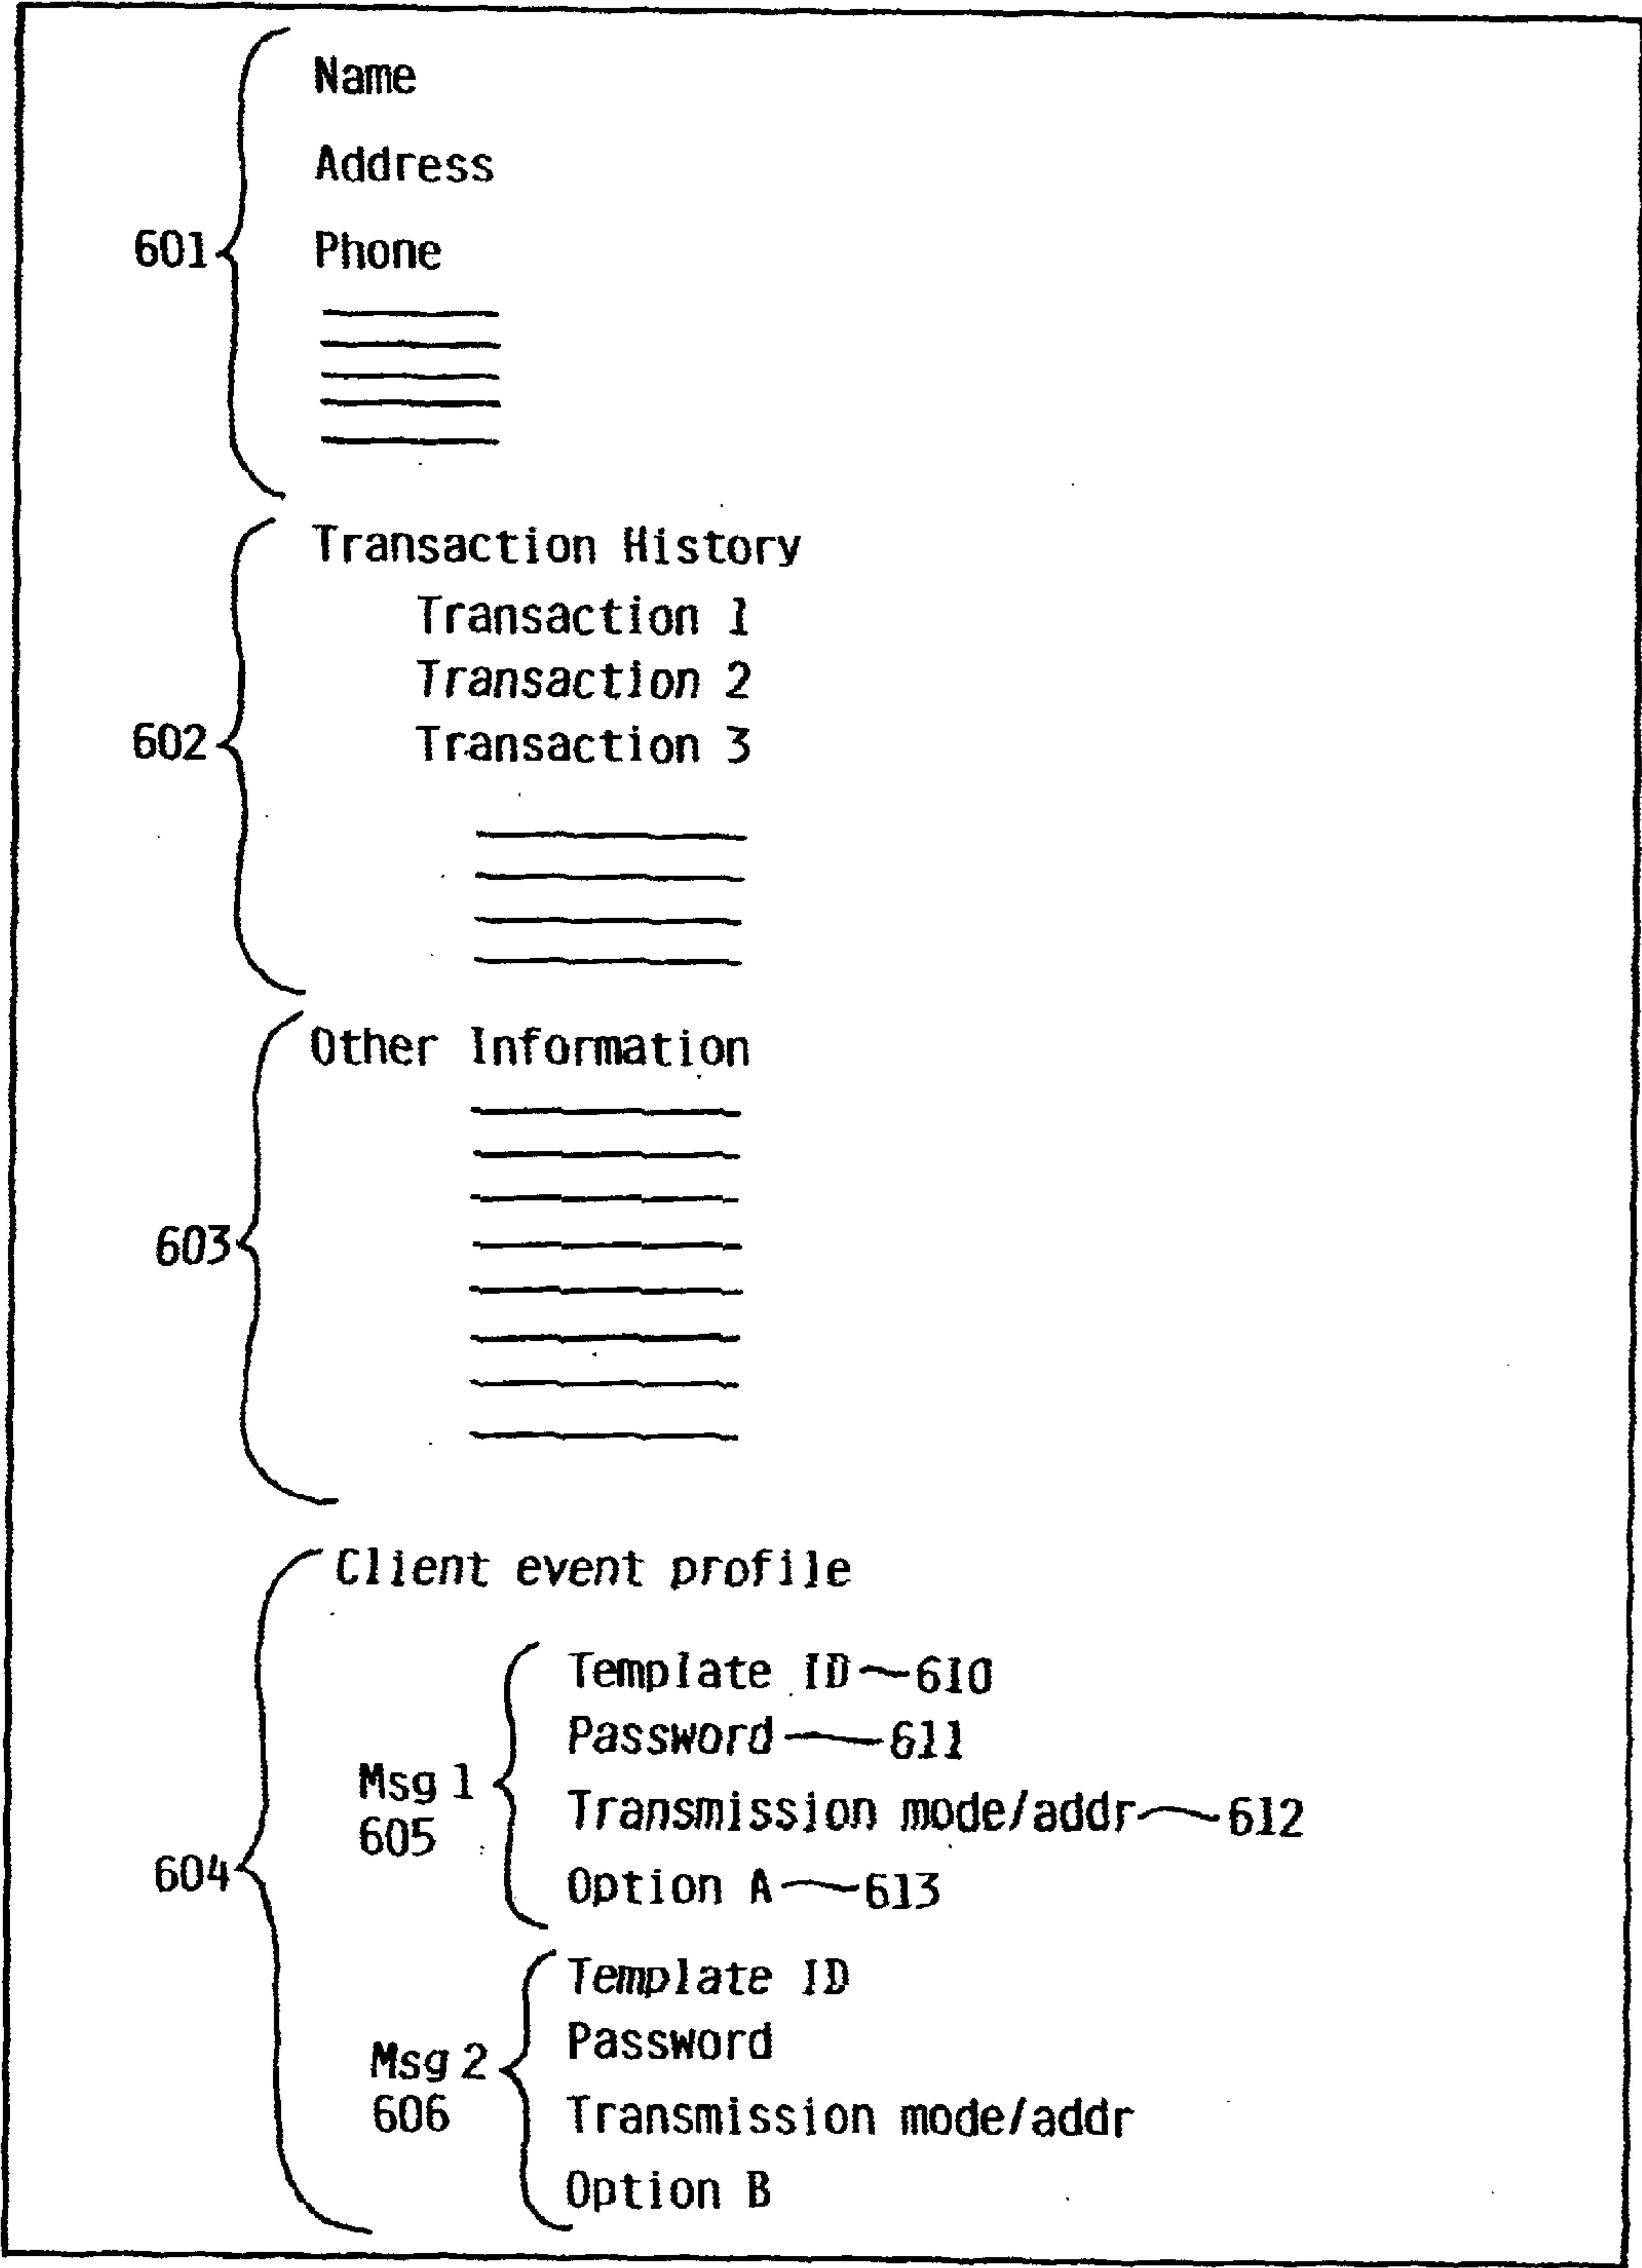 Name
Address
601
Phone
Transaction History
Transaction 1
Transaction 2
602
Transaction 3
Other Information
603
Client event profile
604
Msg 1
605
Template ID 610
Password 611
Transmission mode/addr 612
Option A 613
Msg 2
606
Template ID
Password
Transmission mode/addr
Option B